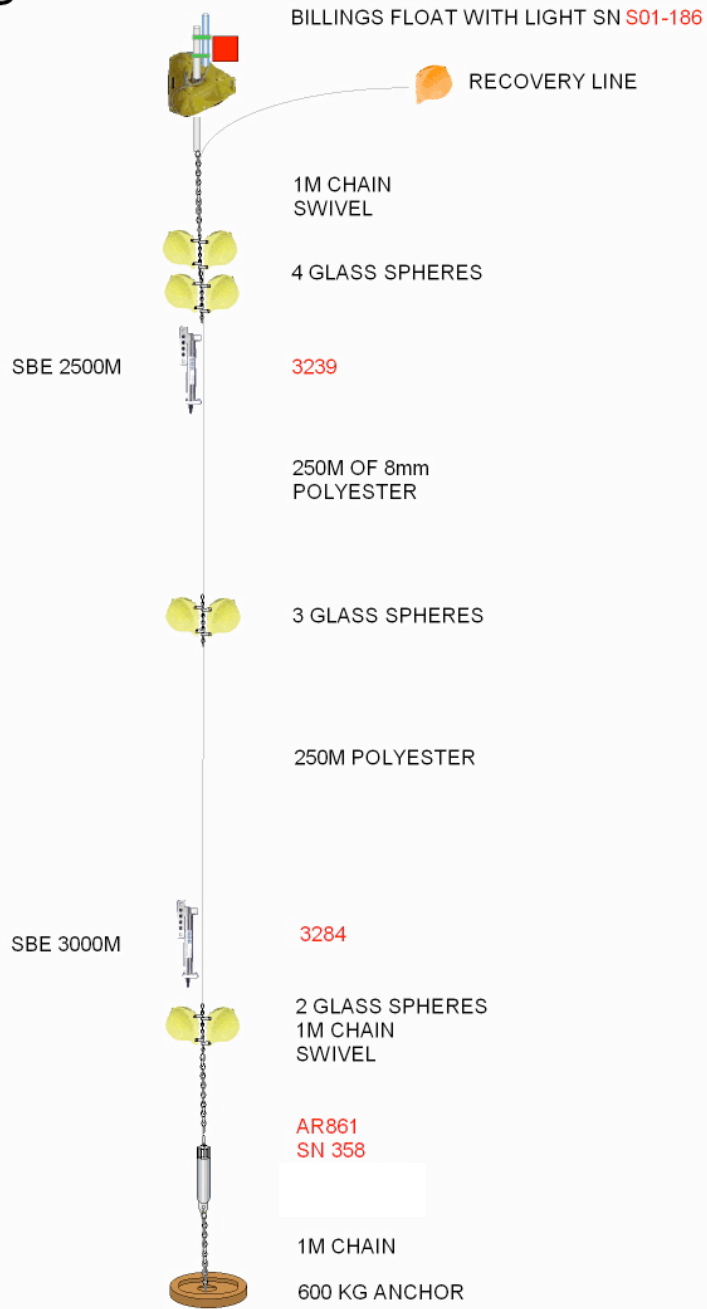 BILLINGS FLOAT WITH LIGHT SN S01-186
RECOVERY LINE
1M CHAIN
SWIVEL
4 GLASS SPHERES
SBE 2500M
3239
250M OF 8mm
POLYESTER
3 GLASS SPHERES
250M POLYESTER
SBE 3000M
3284
2 GLASS SPHERES
1M CHAIN
SWIVEL
AR861
SN 358
1M CHAIN
600 KG ANCHOR